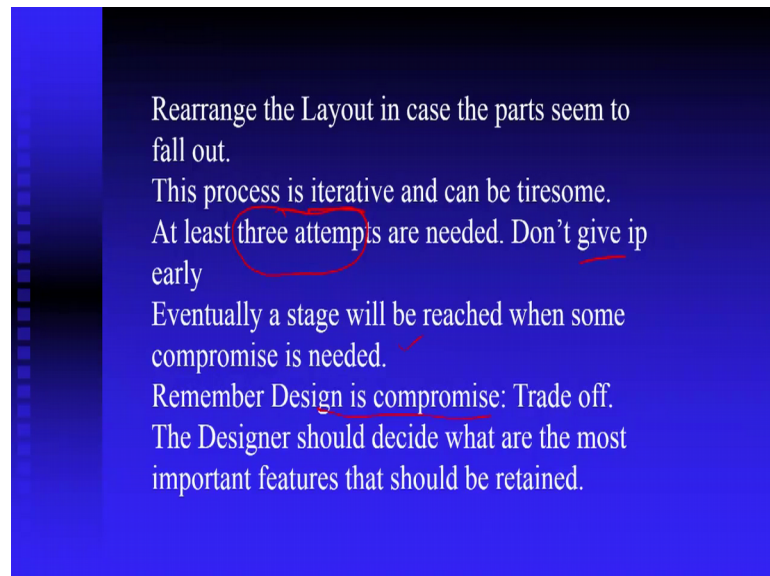 Rearrange the Layout in case the parts seem to
fall out.
This process is iterative and can be tiresome.
At least three attempts are needed. Don’t give ip
early
Eventually a stage will be reached when some
compromise is needed.
Remember Design is compromise: Trade off.
The Designer should decide what are the most
important features that should be retained.